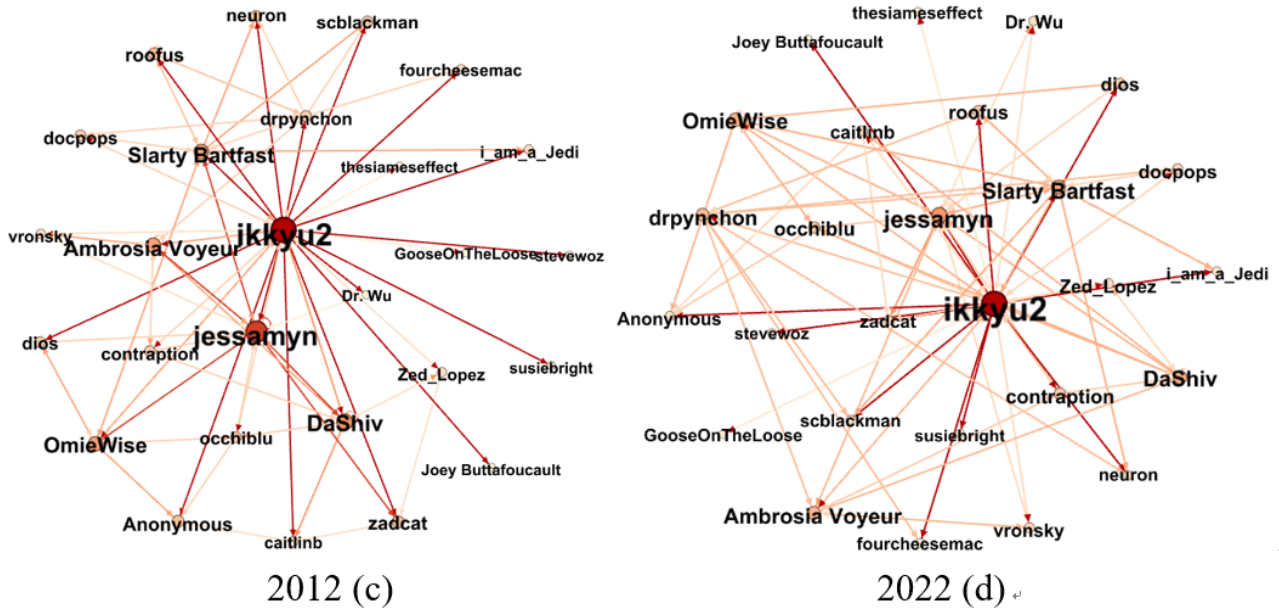 neuron
scblackman
roofus
fourcheesemac
drpynchon
docpops
Slarty Bartfast
i_am_a_Jedi
thesiameseffect
ikkyu2
vronsky
Ambrosia Voyeur
GooseOnTheLoose
stevewoz
Dr. Wu
jessamyn
dios
contraption
susiebright
Zed_Lopez
DaShiv
OmieWise
occhiblu
Joey Buttafoucault
Anonymous
zadcat
caitlinb
2012 (c)
thesiameseffect
Dr. Wu
Joey Buttafoucault
dios
OmieWise
roofus
caitlinb
docpops
Slarty Bartfast
drpynchon
jessamyn
occhiblu
i_am_a_Jedi
Zed_Lopez
ikkyu2
Anonymous
zadcat
stevewoz
DaShiv
contraption
scblackman
GooseOnTheLoose
susiebright
neuron
Ambrosia Voyeur
vronsky
fourcheesemac
2022 (d)